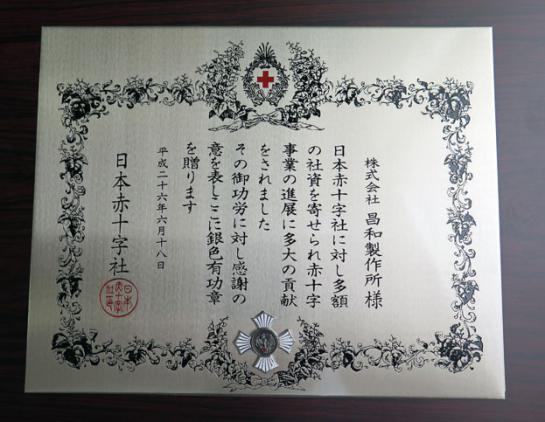 株式会社 昌和製作所 様
日本赤十字社に対し多額
の社資を寄せられ赤十字
事業の進展に多大の貢献
をされました
その御功労に対し感謝の
意を表しここに銀色有功章
を贈ります
平成二十六年六月十八日
日本赤十字社